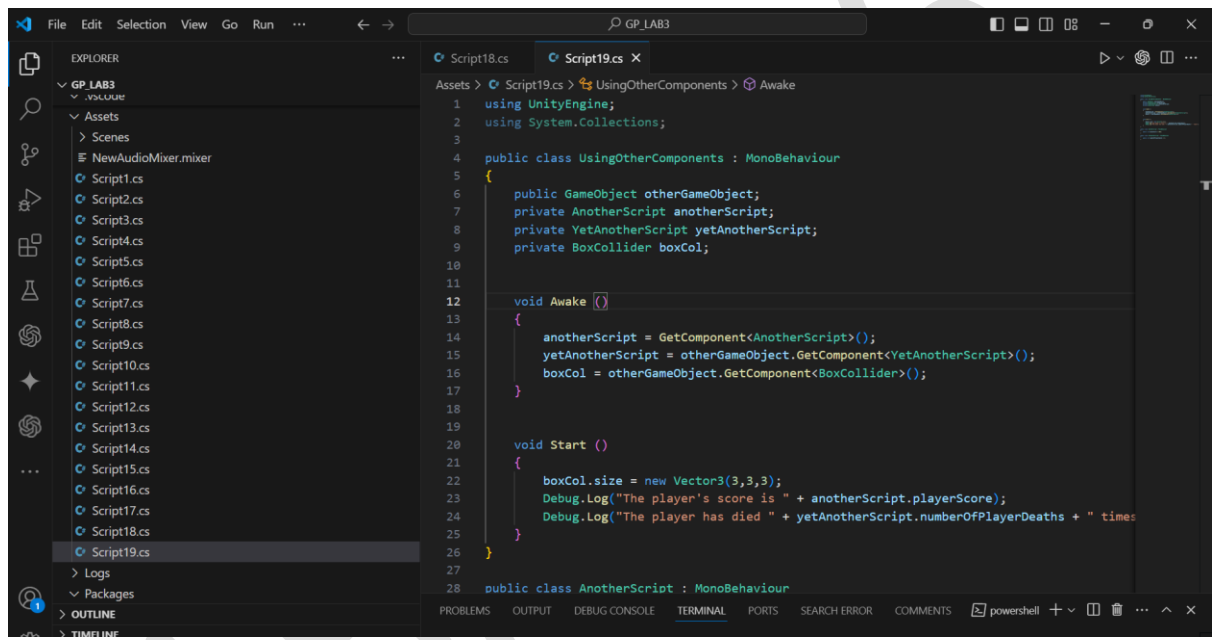 File Edit Selection View Go Run ... GP_LAB3
EXPLORER ...
GP_LAB3
.vscode
Assets
Scenes
NewAudioMixer.mixer
Script1.cs
Script2.cs
Script3.cs
Script4.cs
Script5.cs
Script6.cs
Script7.cs
Script8.cs
Script9.cs
Script10.cs
Script11.cs
Script12.cs
Script13.cs
Script14.cs
Script15.cs
Script16.cs
Script17.cs
Script18.cs
Script19.cs
Logs
Packages
OUTLINE
TIMELINE
1
Script18.cs Script19.cs
Assets > Script19.cs > UsingOtherComponents > Awake
1 using UnityEngine;
2 using System.Collections;
3
4 public class UsingOtherComponents : MonoBehaviour
5 {
6 public GameObject otherGameObject;
7 private AnotherScript anotherScript;
8 private YetAnotherScript yetAnotherScript;
9 private BoxCollider boxCol;
10
11
12 void Awake ()
13 {
14 anotherScript = GetComponent<AnotherScript>();
15 yetAnotherScript = otherGameObject.GetComponent<YetAnotherScript>();
16 boxCol = otherGameObject.GetComponent<BoxCollider>();
17 }
18
19
20 void Start ()
21 {
22 boxCol.size = new Vector3(3,3,3);
23 Debug.Log("The player's score is " + anotherScript.playerScore);
24 Debug.Log("The player has died " + yetAnotherScript.numberOfPlayerDeaths + " times
25 }
26 }
27
28 public class AnotherScript : MonoBehaviour
PROBLEMS OUTPUT DEBUG CONSOLE TERMINAL PORTS SEARCH ERROR COMMENTS powershell